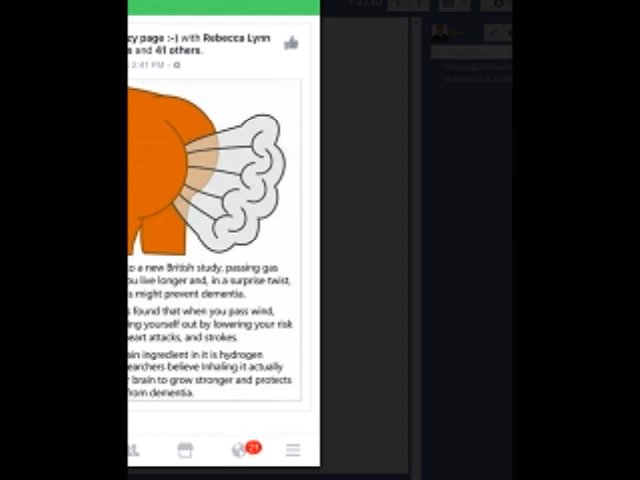 zy page :-) with Rebecca Lynn
and 41 others.
2:41 PM
to a new British study, passing gas
ou live longer and, in a surprise twist,
s might prevent dementia.
s found that when you pass wind,
ing yourself out by lowering your risk
eart attacks, and strokes.
ain ingredient in it is hydrogen
earchers believe Inhaling it actually
r brain to grow stronger and protects
from dementia.
21